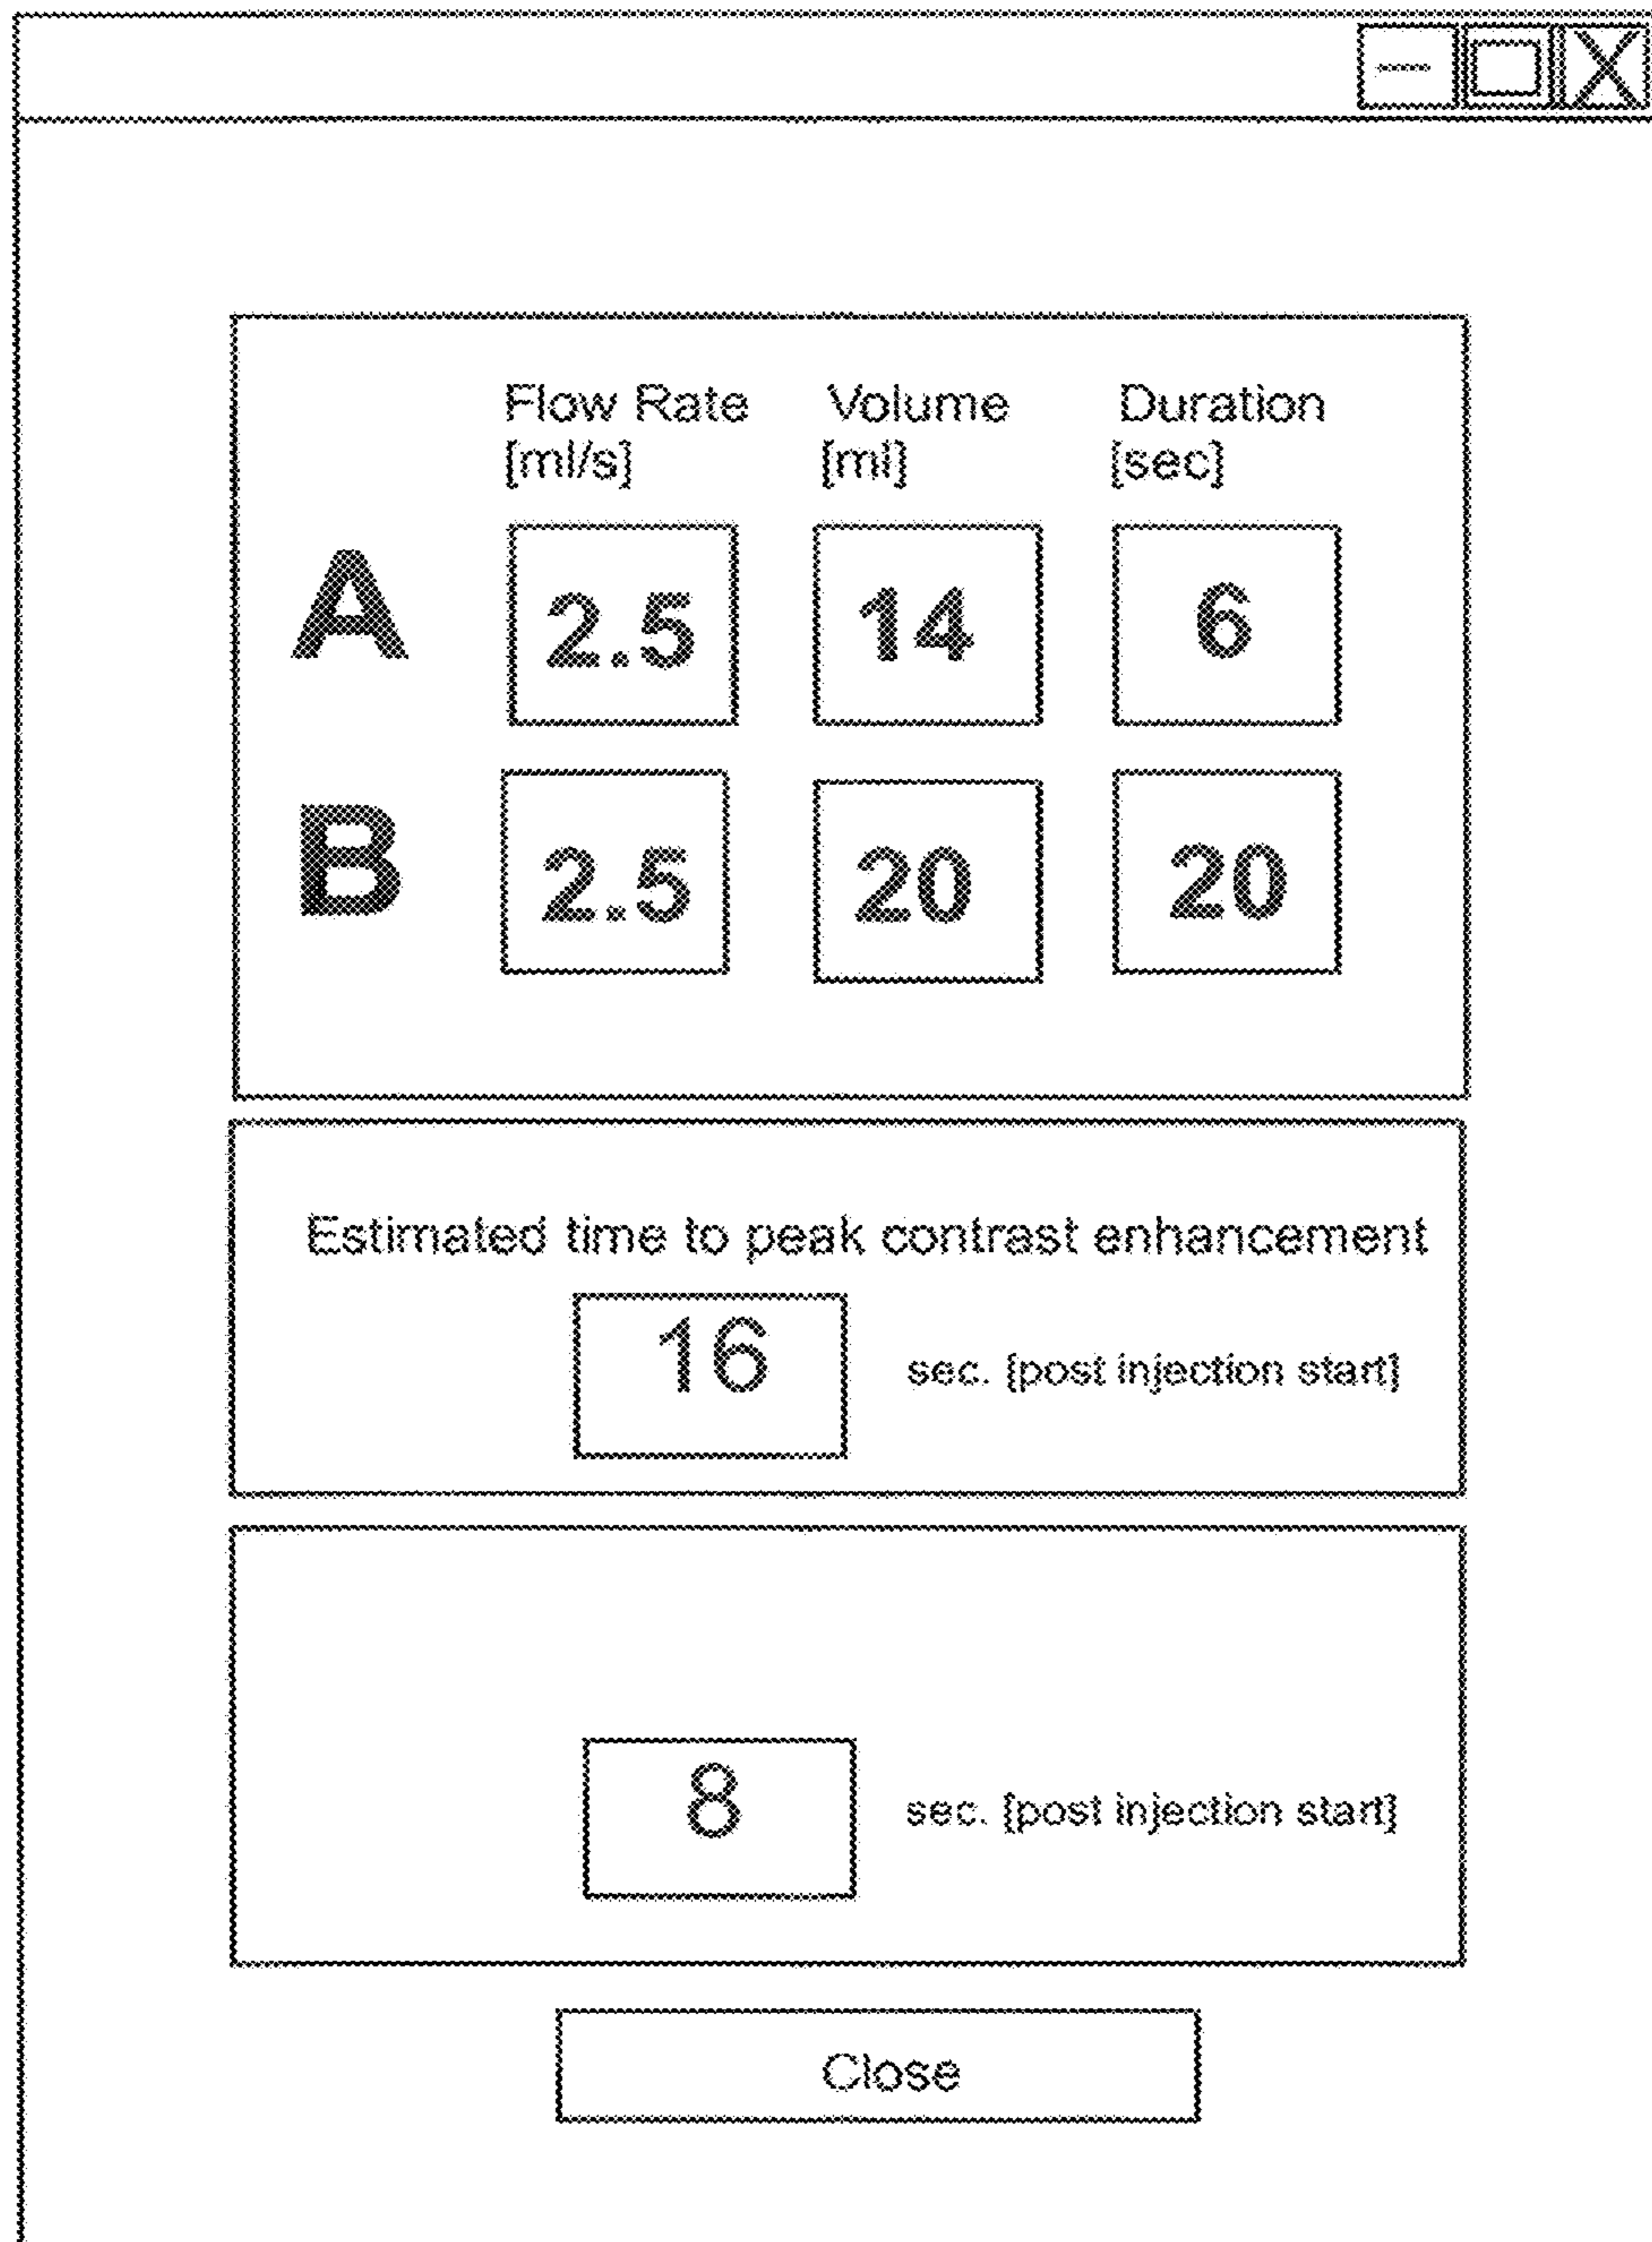 Flow Rate Volume Duration
[ml/s] [ml] [sec]
A 2.5 14 6
B 2.5 20 20
Estimated time to peak contrast enhancement
16 sec. [post injection start]
8 sec. [post injection start]
Close